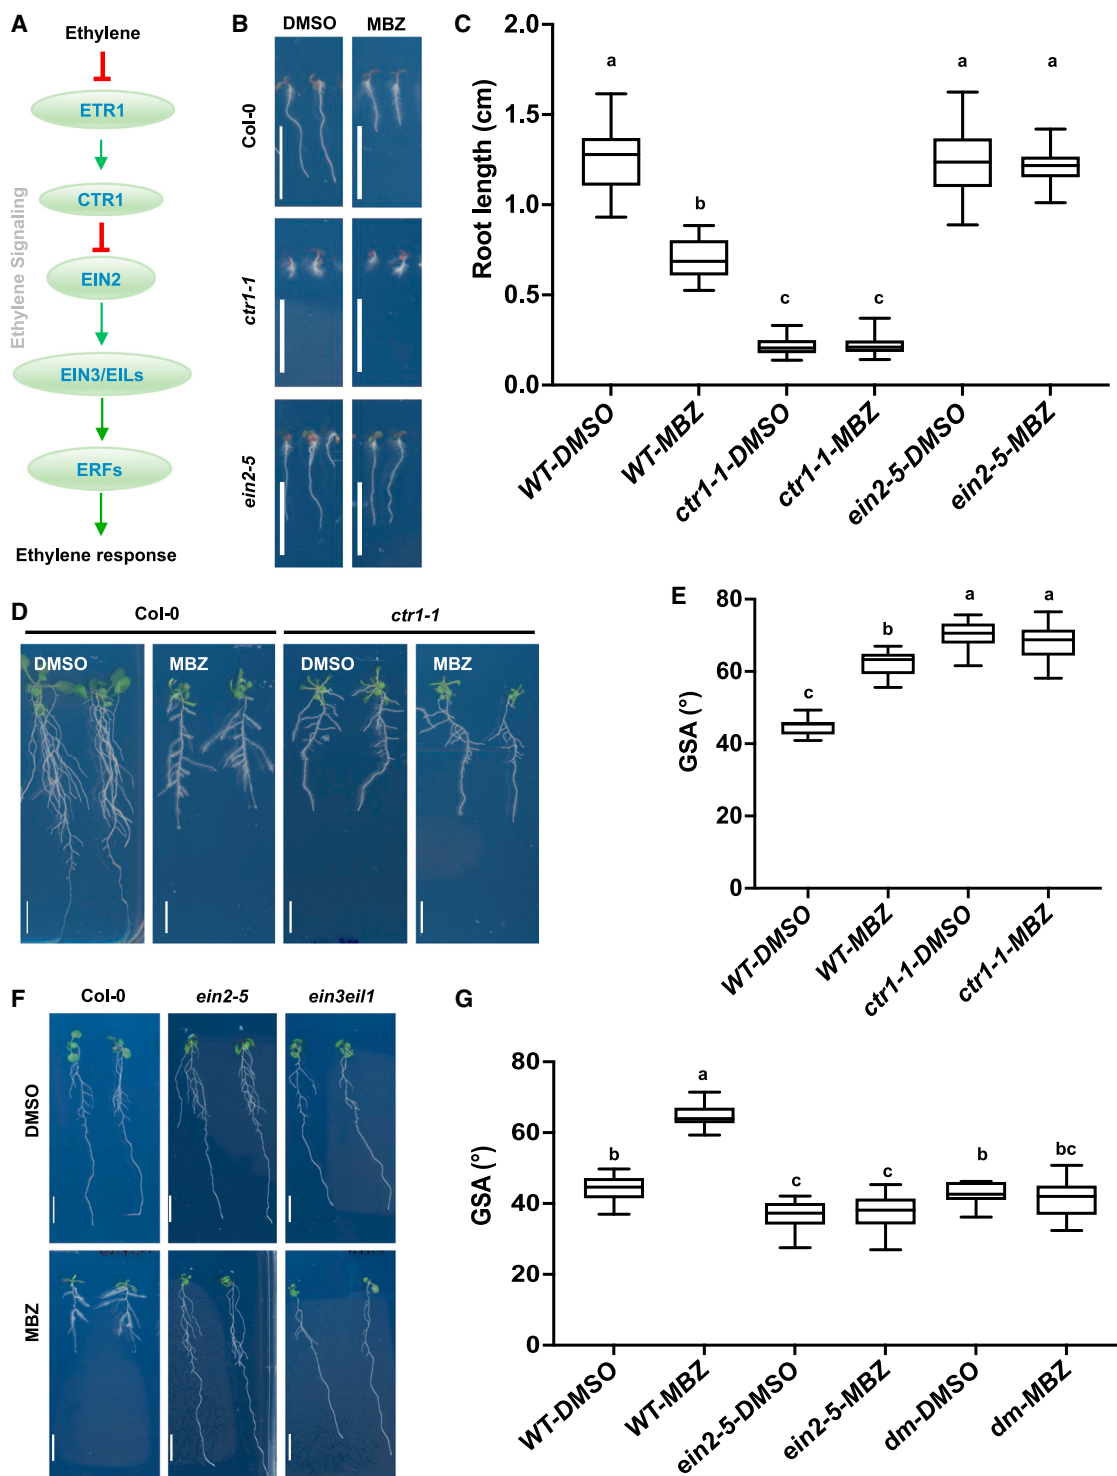 A
Ethylene
ETR1
CTR1
EIN2
EIN3/EILs
ERFs
Ethylene response
Ethylene Signaling
B
DMSO MBZ
Col-0
ctr1-1
ein2-5
C
Root length (cm)
2.0
1.5
1.0
0.5
0.0
a
b
c
c
a
a
WT-DMSO
WT-MBZ
ctr1-1-DMSO
ctr1-1-MBZ
ein2-5-DMSO
ein2-5-MBZ
D
Col-0 ctr1-1
DMSO MBZ DMSO MBZ
E
GSA (°)
80
60
40
20
0
c
b
a
a
WT-DMSO
WT-MBZ
ctr1-1-DMSO
ctr1-1-MBZ
F
Col-0 ein2-5 ein3eil1
DMSO
MBZ
G
GSA (°)
80
60
40
20
0
b
a
c
c
b
bc
WT-DMSO
WT-MBZ
ein2-5-DMSO
ein2-5-MBZ
dm-DMSO
dm-MBZ